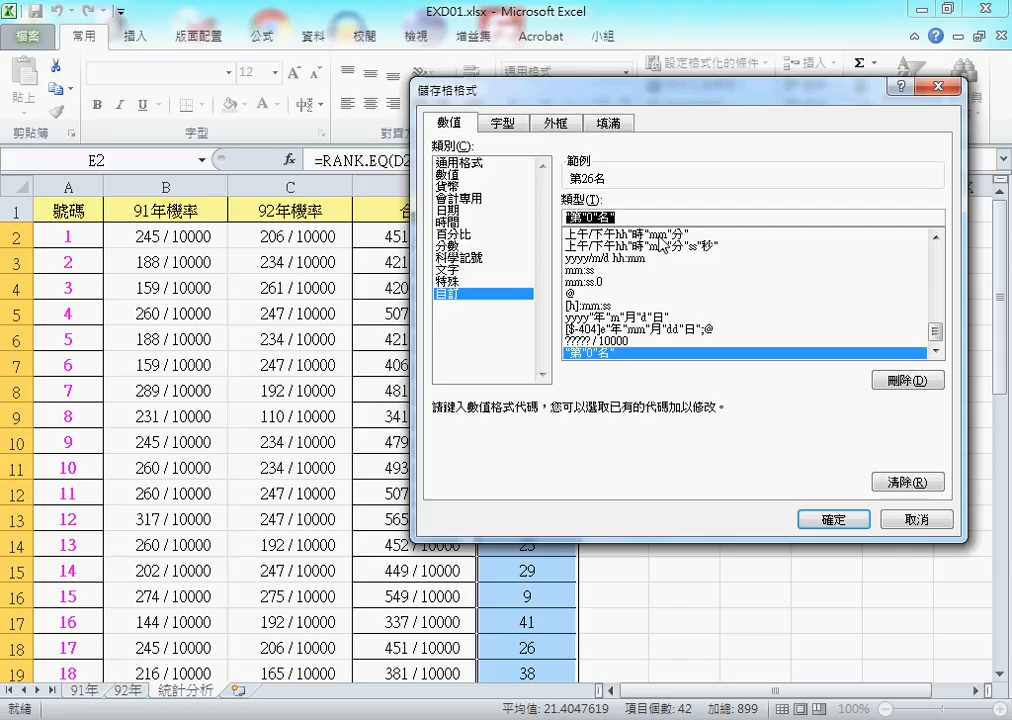 EXD01.xlsx - Microsoft Excel
檔案 常用 插入 版面配置 公式 資料 校閱 檢視 增益集 Acrobat 小組
貼上
12 A A
B I U
通用格式
設定格式化的條件
插入
Σ
剪貼簿
字型
E2
fx
=RANK.EQ(D2
儲存格格式
數值 字型 外框 填滿
類別(C):
通用格式
數值
貨幣
會計專用
日期
時間
百分比
分數
科學記號
文字
特殊
自訂
範例
第26名
類型(T):
"第"0"名"
上午/下午hh"時"mm"分"
上午/下午hh"時"mm"分"ss"秒"
yyyy/m/d hh:mm
mm:ss
mm:ss.0
@
[h]:mm:ss
yyyy"年"m"月"d"日"
[$-404]e"年"mm"月"dd"日";@
?????/10000
"第"0"名"
刪除(D)
請鍵入數值格式代碼，您可以選取已有的代碼加以修改。
清除(R)
確定 取消
A B C
1 號碼 91年機率 92年機率
2 1 245 / 10000 206 / 10000 451
3 2 188 / 10000 234 / 10000 421
4 3 159 / 10000 261 / 10000 420
5 4 260 / 10000 247 / 10000 507
6 5 188 / 10000 234 / 10000 421
7 6 159 / 10000 247 / 10000 406
8 7 289 / 10000 192 / 10000 481
9 8 231 / 10000 110 / 10000 341
10 9 245 / 10000 234 / 10000 479
11 10 260 / 10000 234 / 10000 493
12 11 260 / 10000 247 / 10000 507
13 12 317 / 10000 247 / 10000 565
14 13 260 / 10000 192 / 10000 452 / 10000 25
15 14 202 / 10000 247 / 10000 449 / 10000 29
16 15 274 / 10000 275 / 10000 549 / 10000 9
17 16 144 / 10000 192 / 10000 337 / 10000 41
18 17 245 / 10000 206 / 10000 451 / 10000 26
19 18 216 / 10000 165 / 10000 381 / 10000 38
91年 92年 統計分析
就緒
平均值: 21.4047619 項目個數: 42 加總: 899
100%